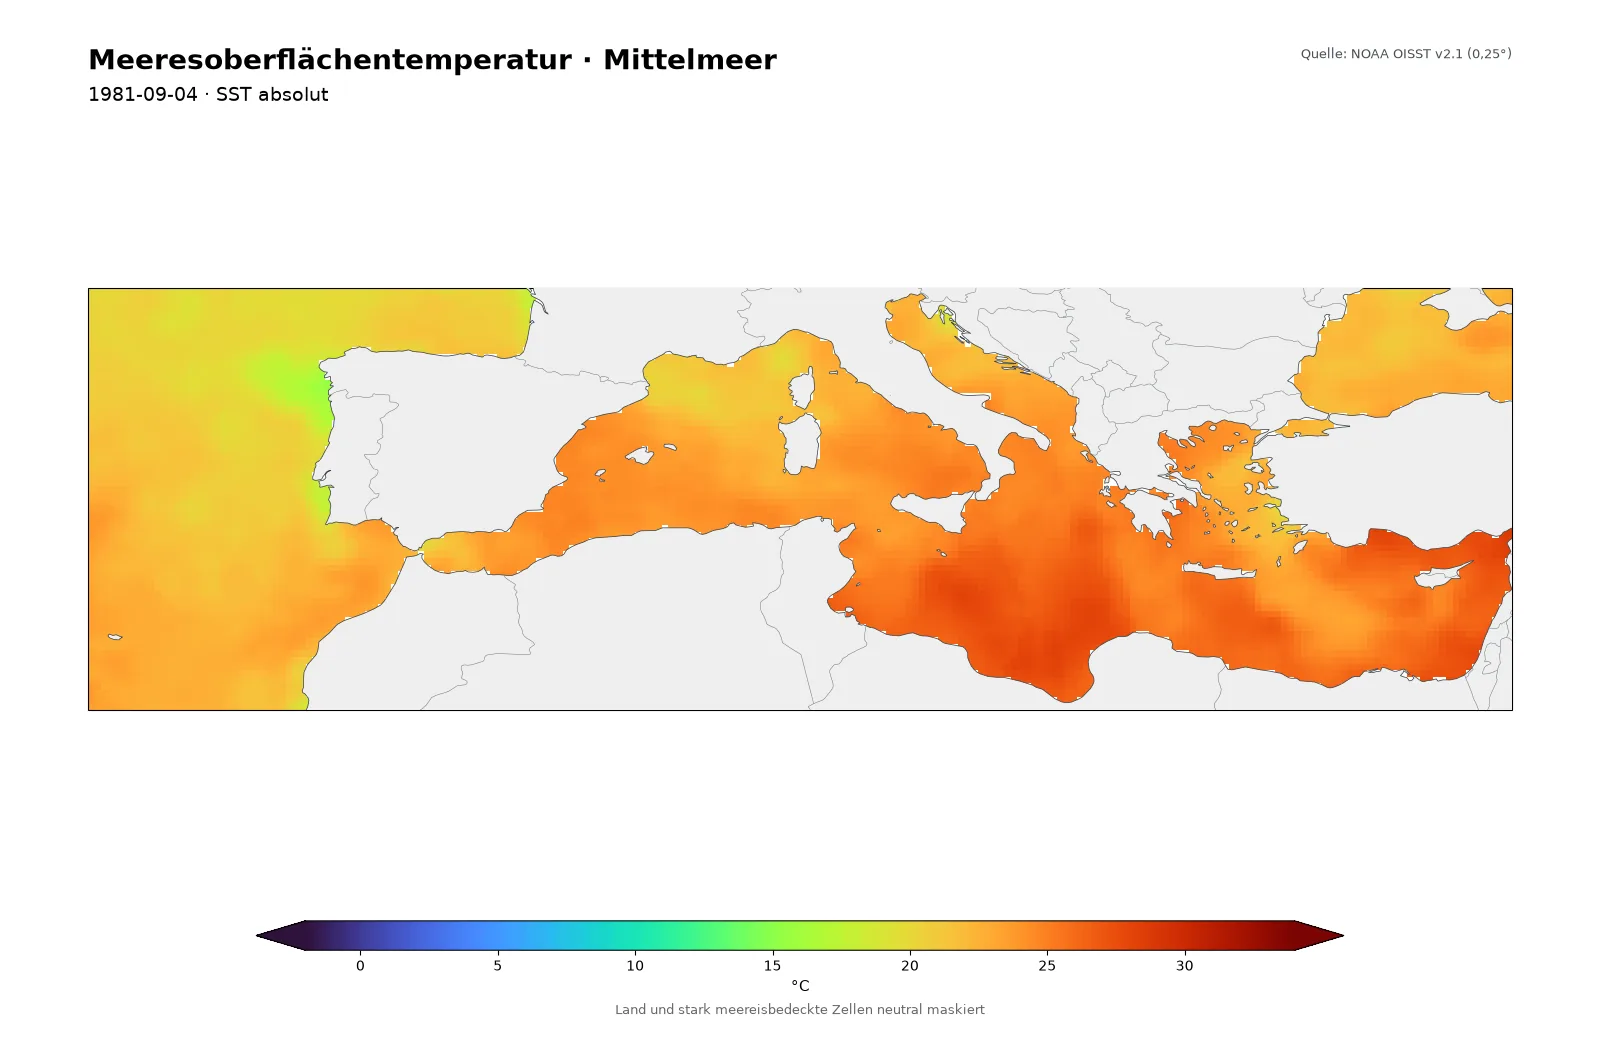 Meeresoberflächentemperatur · Mittelmeer
Quelle: NOAA OISST v2.1 (0,25°)
1981-09-04 · SST absolut
0 5 10 15 20 25 30
°C
Land und stark meereisbedeckte Zellen neutral maskiert